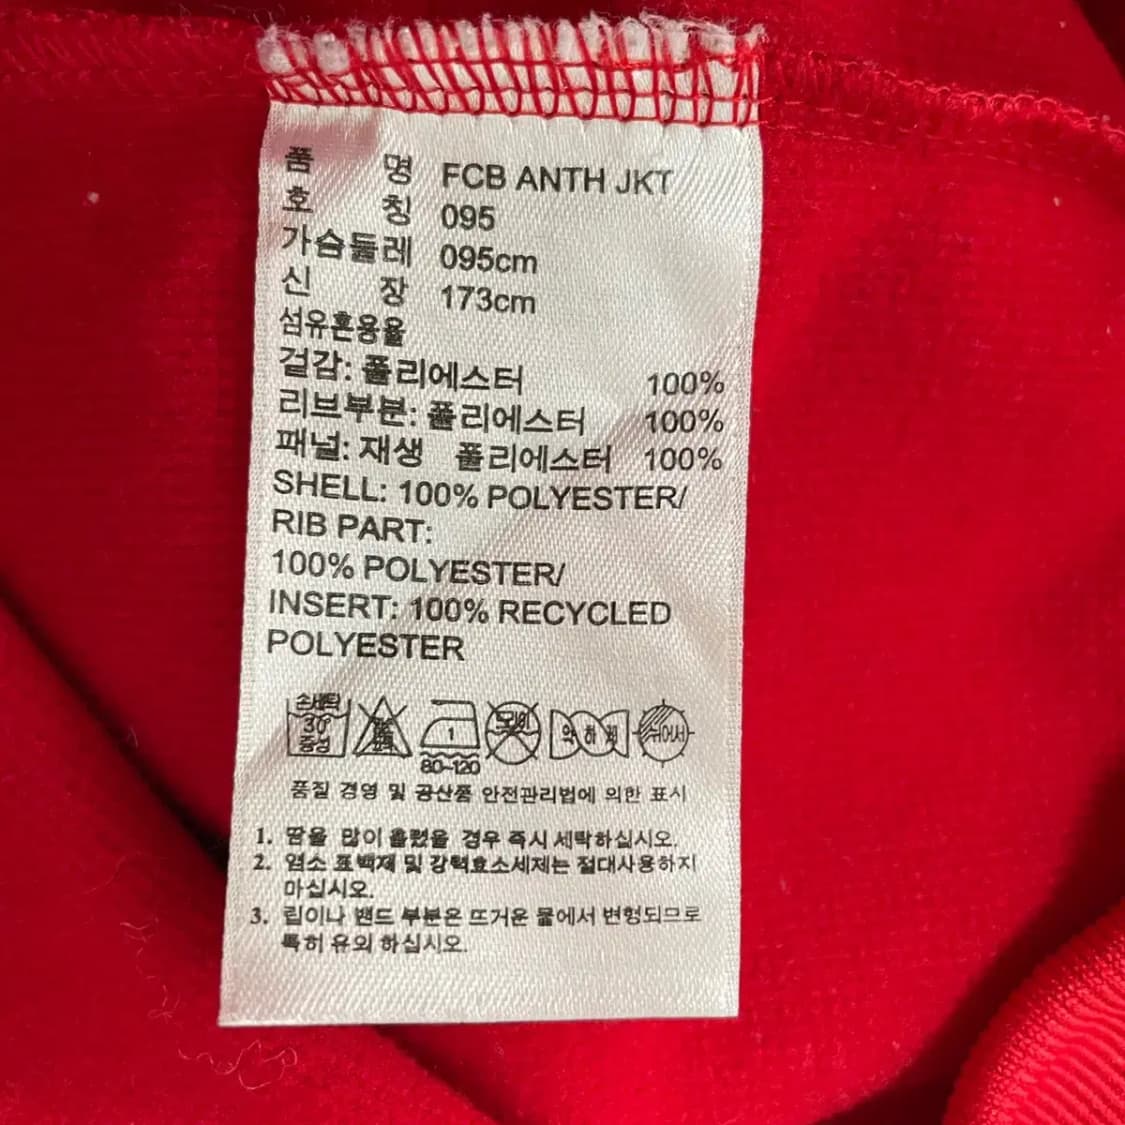 품 명 FCB ANTH JKT
호 칭 095
가슴둘레 095cm
신 장 173cm
섬유혼용율
겉감: 폴리에스터 100%
리브부분: 폴리에스터 100%
패널: 재생 폴리에스터 100%
SHELL: 100% POLYESTER/
RIB PART:
100% POLYESTER/
INSERT: 100% RECYCLED
POLYESTER
손세탁
30°
중성
1
80~120
드라이
약하게
뉘어서
품질 경영 및 공산품 안전관리법에 의한 표시
1. 땀을 많이 흘렸을 경우 즉시 세탁하십시오.
2. 염소 표백제 및 강력효소세제는 절대사용하지
마십시오.
3. 립이나 밴드 부분은 뜨거운 물에서 변형되므로
특히 유의 하십시오.